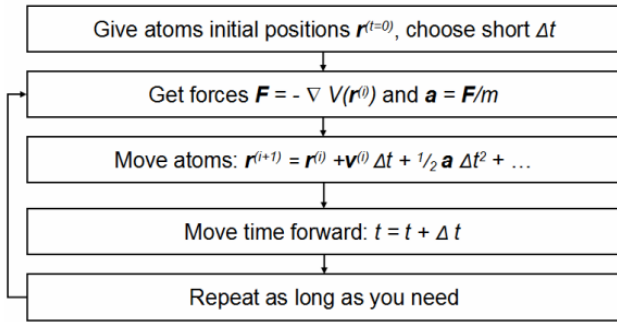 Give atoms initial positions r(t=0), choose short Δt
Get forces F = - ∇ V(r(i)) and a = F/m
Move atoms: r(i+1) = r(i) +v(i) Δt + 1/2 a Δt2 + …
Move time forward: t = t + Δ t
Repeat as long as you need